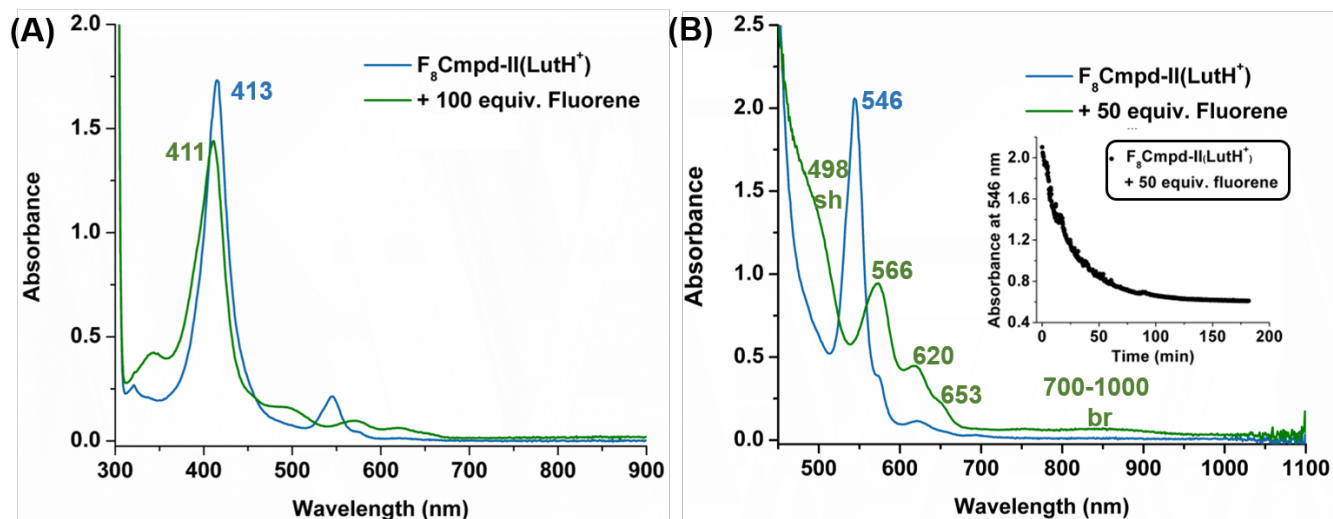 (A)
2.0
1.5
1.0
0.5
0.0
Absorbance
300 400 500 600 700 800 900
Wavelength (nm)
F₈Cmpd-II(LutH⁺)
+ 100 equiv. Fluorene
413
411
(B)
2.5
2.0
1.5
1.0
0.5
0.0
Absorbance
500 600 700 800 900 1000 1100
Wavelength (nm)
F₈Cmpd-II(LutH⁺)
+ 50 equiv. Fluorene
546
498
sh
566
620
653
700-1000
br
2.0
1.6
1.2
0.8
0.4
Absorbance at 546 nm
0 50 100 150 200
Time (min)
F₈Cmpd-II(LutH⁺)
+ 50 equiv. fluorene